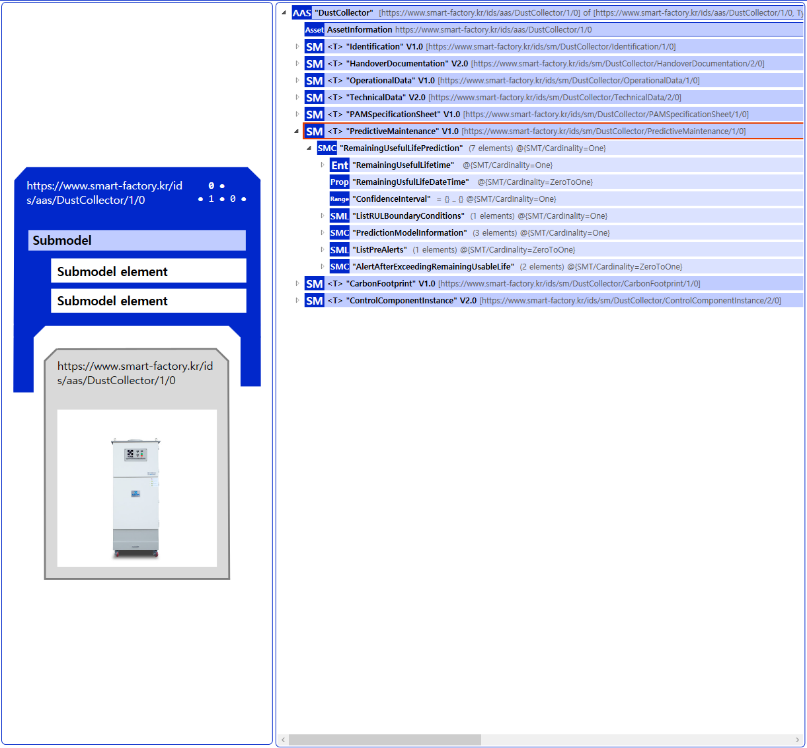 https://www.smart-factory.kr/id
s/aas/DustCollector/1/0
0 ●
● 1 ● 0 ●
Submodel
Submodel element
Submodel element
https://www.smart-factory.kr/id
s/aas/DustCollector/1/0
AAS "DustCollector" [https://www.smart-factory.kr/ids/aas/DustCollector/1/0] of [https://www.smart-factory.kr/ids/aas/DustCollector/1/0, Ty
Asset AssetInformation https://www.smart-factory.kr/ids/aas/DustCollector/1/0
SM <T> "Identification" V1.0 [https://www.smart-factory.kr/ids/sm/DustCollector/Identification/1/0]
SM <T> "HandoverDocumentation" V2.0 [https://www.smart-factory.kr/ids/sm/DustCollector/HandoverDocumentation/2/0]
SM <T> "OperationalData" V1.0 [https://www.smart-factory.kr/ids/sm/DustCollector/OperationalData/1/0]
SM <T> "TechnicalData" V2.0 [https://www.smart-factory.kr/ids/sm/DustCollector/TechnicalData/2/0]
SM <T> "PAMSpecificationSheet" V1.0 [https://www.smart-factory.kr/ids/sm/DustCollector/PAMSpecificationSheet/1/0]
SM <T> "PredictiveMaintenance" V1.0 [https://www.smart-factory.kr/ids/sm/DustCollector/PredictiveMaintenance/1/0]
SMC "RemainingUsefulLifePrediction" (7 elements) @{SMT/Cardinality=One}
Ent "RemainingUsefulLifetime" @{SMT/Cardinality=One}
Prop "RemainingUsfulLifeDateTime" @{SMT/Cardinality=ZeroToOne}
Range "ConfidenceInterval" = {} .. {} @{SMT/Cardinality=One}
SML "ListRULBoundaryConditions" (1 elements) @{SMT/Cardinality=One}
SMC "PredictionModelInformation" (3 elements) @{SMT/Cardinality=One}
SML "ListPreAlerts" (1 elements) @{SMT/Cardinality=ZeroToOne}
SMC "AlertAfterExceedingRemainingUsableLife" (2 elements) @{SMT/Cardinality=ZeroToOne}
SM <T> "CarbonFootprint" V1.0 [https://www.smart-factory.kr/ids/sm/DustCollector/CarbonFootprint/1/0]
SM <T> "ControlComponentInstance" V2.0 [https://www.smart-factory.kr/ids/sm/DustCollector/ControlComponentInstance/2/0]